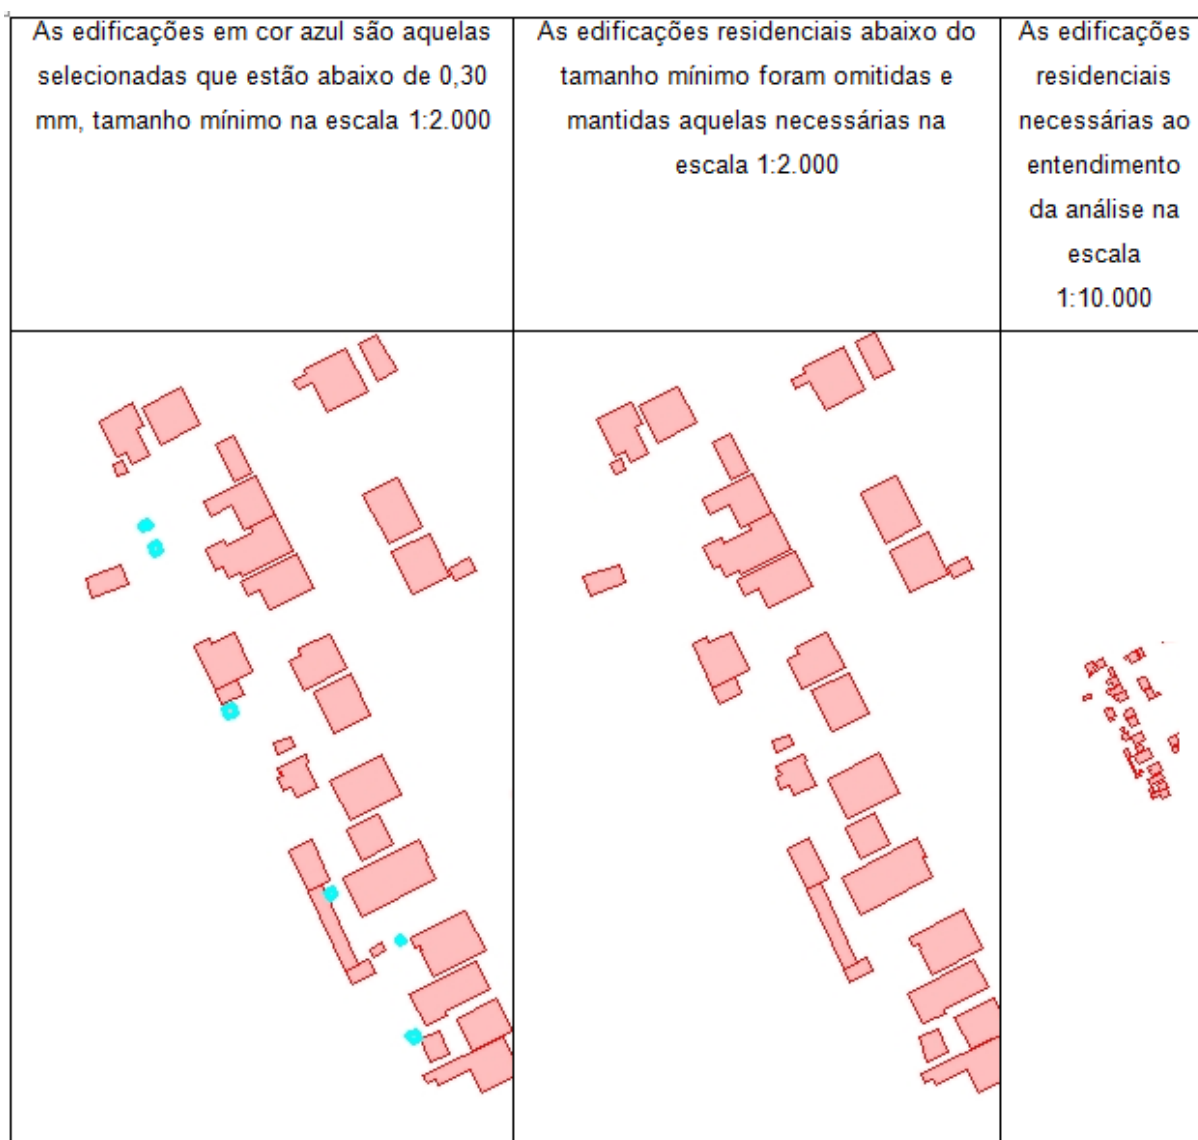 As edificações em cor azul são aquelas
selecionadas que estão abaixo de 0,30
mm, tamanho mínimo na escala 1:2.000
As edificações residenciais abaixo do
tamanho mínimo foram omitidas e
mantidas aquelas necessárias na
escala 1:2.000
As edificações
residenciais
necessárias ao
entendimento
da análise na
escala
1:10.000